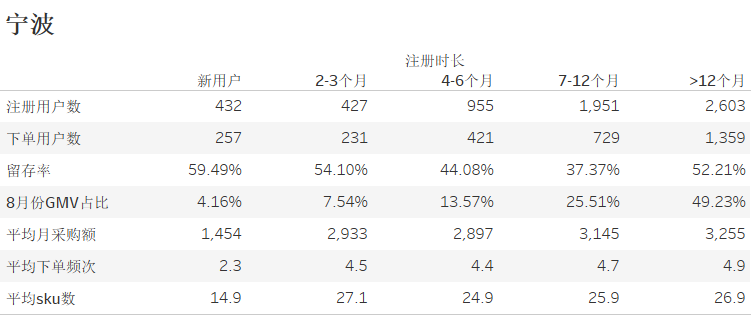 宁波
注册时长
新用户 2-3个月 4-6个月 7-12个月 >12个月
注册用户数 432 427 955 1,951 2,603
下单用户数 257 231 421 729 1,359
留存率 59.49% 54.10% 44.08% 37.37% 52.21%
8月份GMV占比 4.16% 7.54% 13.57% 25.51% 49.23%
平均月采购额 1,454 2,933 2,897 3,145 3,255
平均下单频次 2.3 4.5 4.4 4.7 4.9
平均sku数 14.9 27.1 24.9 25.9 26.9